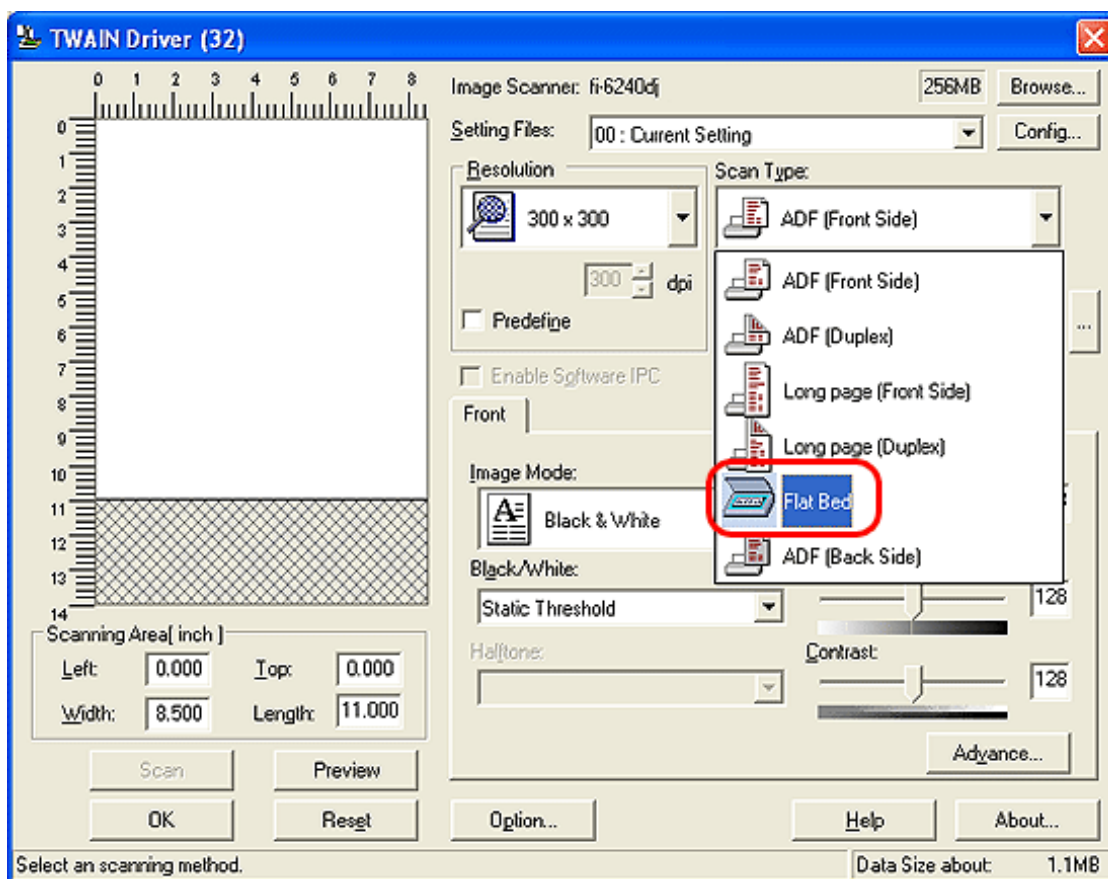 TWAIN Driver (32)
0 1 2 3 4 5 6 7 8
0
1
2
3
4
5
6
7
8
9
10
11
12
13
14
Image Scanner: fi-6240dj 256MB Browse...
Setting Files: 00 : Current Setting Config...
Resolution
300 x 300
300 dpi
Predefine
Scan Type:
ADF (Front Side)
ADF (Front Side)
ADF (Duplex)
Long page (Front Side)
Long page (Duplex)
Flat Bed
ADF (Back Side)
...
Enable Software IPC
Front
Image Mode:
Black & White
Black/White:
Static Threshold
128
Halftone:
Contrast:
128
Advance...
Scanning Area[ inch ]
Left: 0.000 Top: 0.000
Width: 8.500 Length: 11.000
Scan Preview
OK Reset Option... Help About...
Select an scanning method. Data Size about: 1.1MB